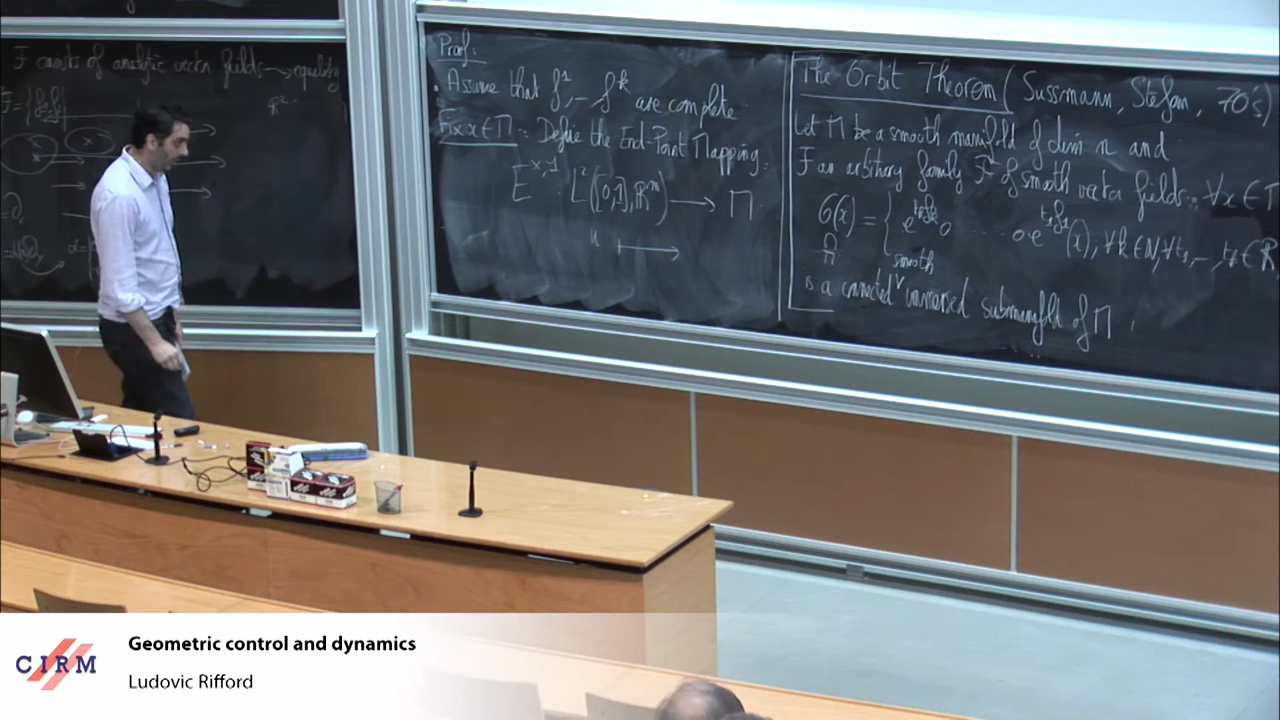 F consists of analytic vector fields → equality
R²
Proof:
. Assume that f¹, - f^k are complete
Fix x ∈ M : Define the End-Point Mapping:
E^{x,1} L²([0,1], R^m) → M
u ⟼
The Orbit Theorem (Sussmann, Stefan, 70's)
Let M be a smooth manifold of dim n and
F an arbitrary family F of smooth vector fields. ∀x ∈
O(x) = { e^{t_k f_k} o ... o e^{t_1 f_1} (x), ∀k ∈ N, ∀t_1, -, t_k ∈ R
smooth
is a connected ∨ immersed submanifold of M
CIRM
Geometric control and dynamics
Ludovic Rifford